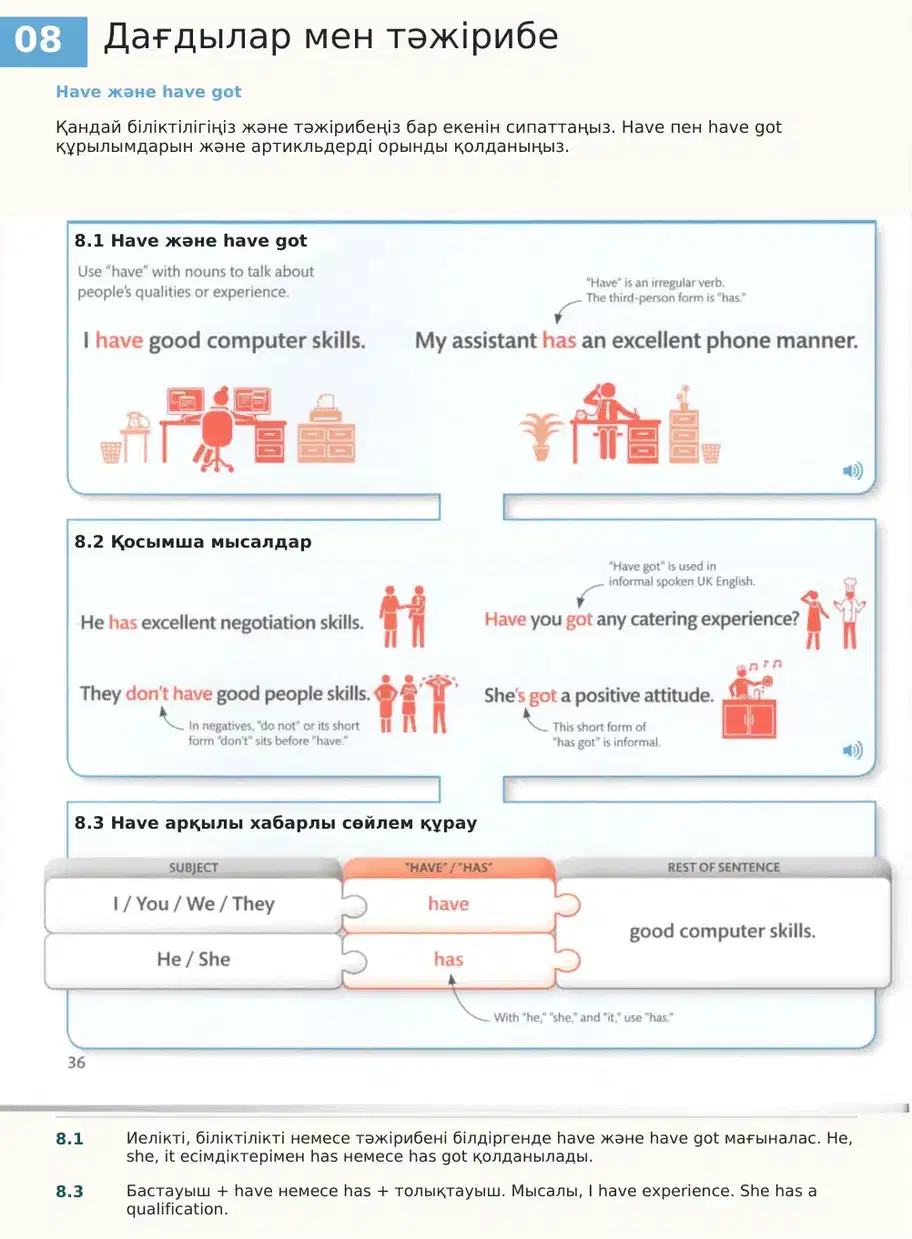 08 Дағдылар мен тәжірибе
Have және have got
Қандай біліктілігіңіз және тәжірибеңіз бар екенін сипаттаңыз. Have пен have got
құрылымдарын және артикльдерді орынды қолданыңыз.
8.1 Have және have got
Use "have" with nouns to talk about
people's qualities or experience.
"Have" is an irregular verb.
The third-person form is "has."
I have good computer skills.
My assistant has an excellent phone manner.
8.2 Қосымша мысалдар
"Have got" is used in
informal spoken UK English.
He has excellent negotiation skills.
Have you got any catering experience?
They don't have good people skills.
She's got a positive attitude.
In negatives, "do not" or its short
form "don't" sits before "have."
This short form of
"has got" is informal.
8.3 Have арқылы хабарлы сөйлем құрау
SUBJECT
"HAVE" / "HAS"
REST OF SENTENCE
I / You / We / They
have
good computer skills.
He / She
has
With "he," "she," and "it," use "has."
36
8.1 Иелікті, біліктілікті немесе тәжірибені білдіргенде have және have got мағыналас. He,
she, it есімдіктерімен has немесе has got қолданылады.
8.3 Бастауыш + have немесе has + толықтауыш. Мысалы, I have experience. She has a
qualification.